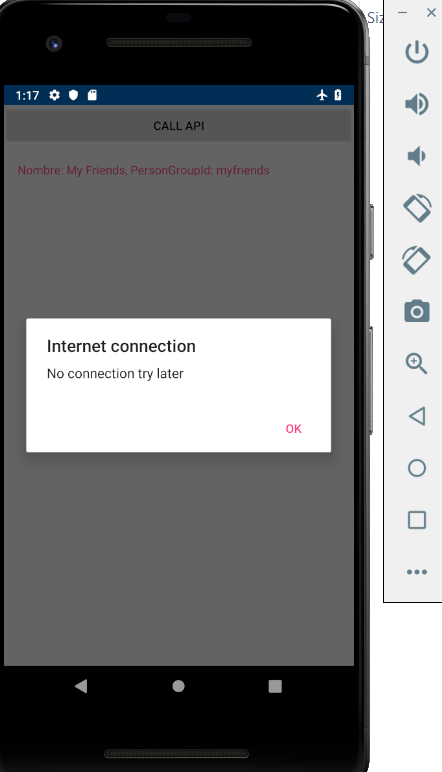 Siz
1:17
CALL API
Nombre: My Friends, PersonGroupId: myfriends
Internet connection
No connection try later
OK